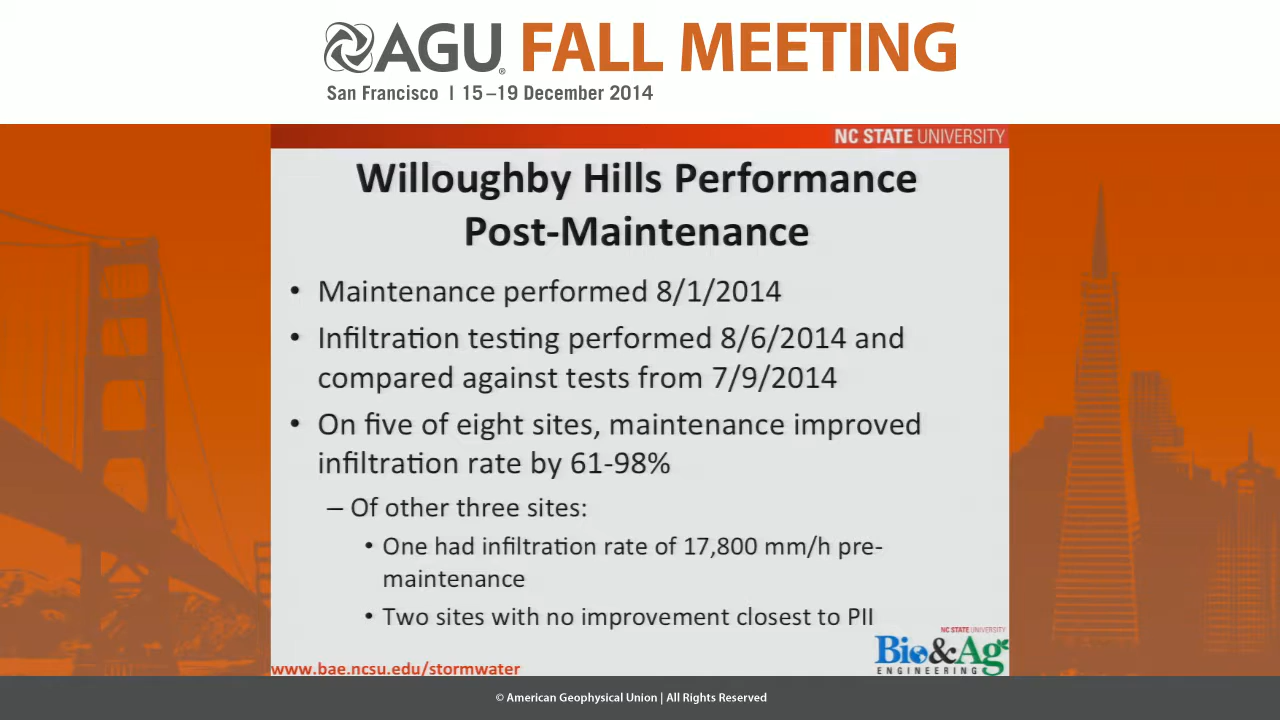 AGU FALL MEETING
San Francisco | 15–19 December 2014
NC STATE UNIVERSITY
Willoughby Hills Performance
Post-Maintenance
• Maintenance performed 8/1/2014
• Infiltration testing performed 8/6/2014 and
compared against tests from 7/9/2014
• On five of eight sites, maintenance improved
infiltration rate by 61-98%
– Of other three sites:
• One had infiltration rate of 17,800 mm/h pre-
maintenance
• Two sites with no improvement closest to PII
NC STATE UNIVERSITY
Bio&Ag
ENGINEERING
www.bae.ncsu.edu/stormwater
© American Geophysical Union | All Rights Reserved